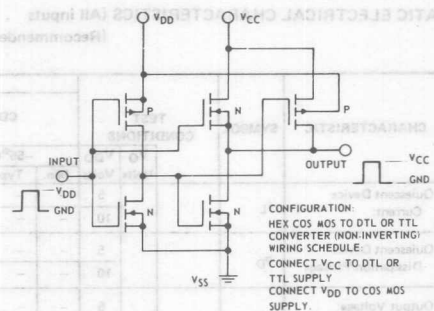 VDD
VCC
P
N
P
INPUT
OUTPUT
VDD
GND
VCC
GND
N
N
VSS
CONFIGURATION:
HEX COS MOS TO DTL OR TTL
CONVERTER (NON-INVERTING)
WIRING SCHEDULE
CONNECT VCC TO DTL OR
TTL SUPPLY
CONNECT VDD TO COS MOS
SUPPLY.